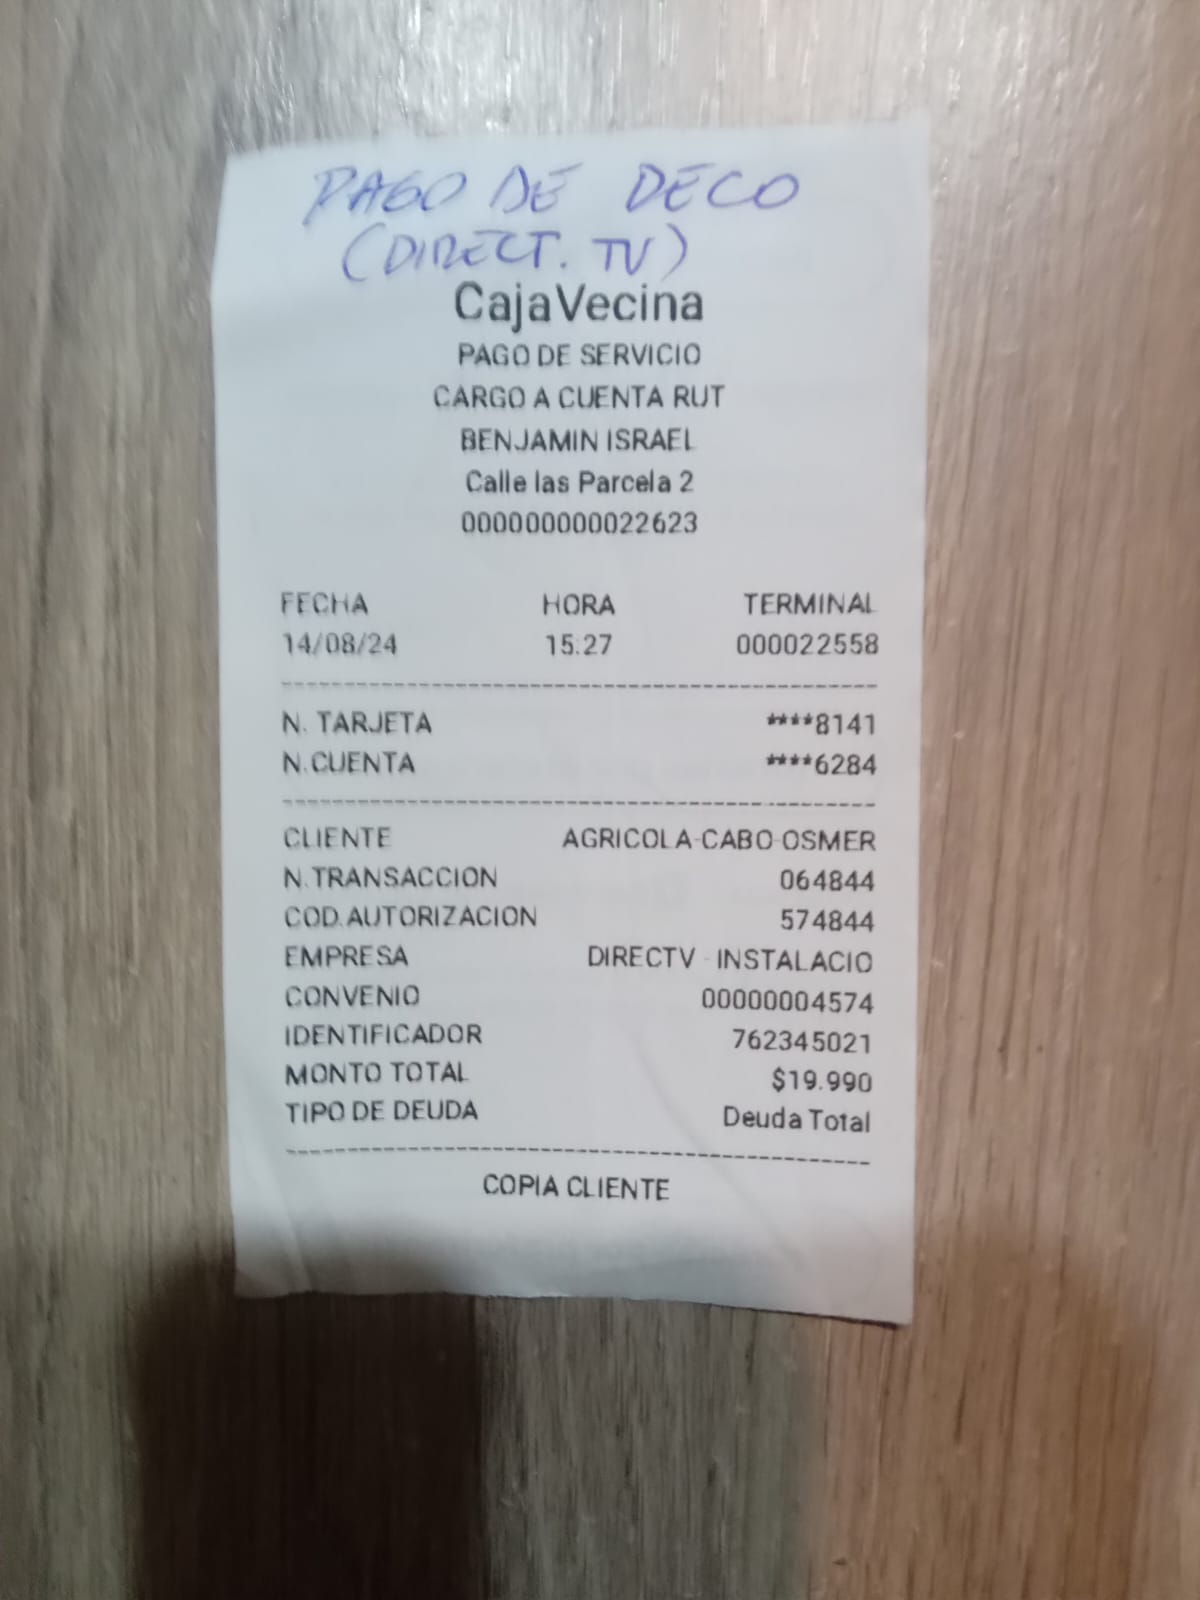 PAGO DE DECO
(DIRECT. TV)
CajaVecina
PAGO DE SERVICIO
CARGO A CUENTA RUT
BENJAMIN ISRAEL
Calle las Parcela 2
000000000022623
FECHA HORA TERMINAL
14/08/24 15:27 000022558
N. TARJETA ****8141
N.CUENTA ****6284
CLIENTE AGRICOLA-CABO-OSMER
N.TRANSACCION 064844
COD.AUTORIZACION 574844
EMPRESA DIRECTV - INSTALACIO
CONVENIO 00000004574
IDENTIFICADOR 762345021
MONTO TOTAL $19.990
TIPO DE DEUDA Deuda Total
COPIA CLIENTE